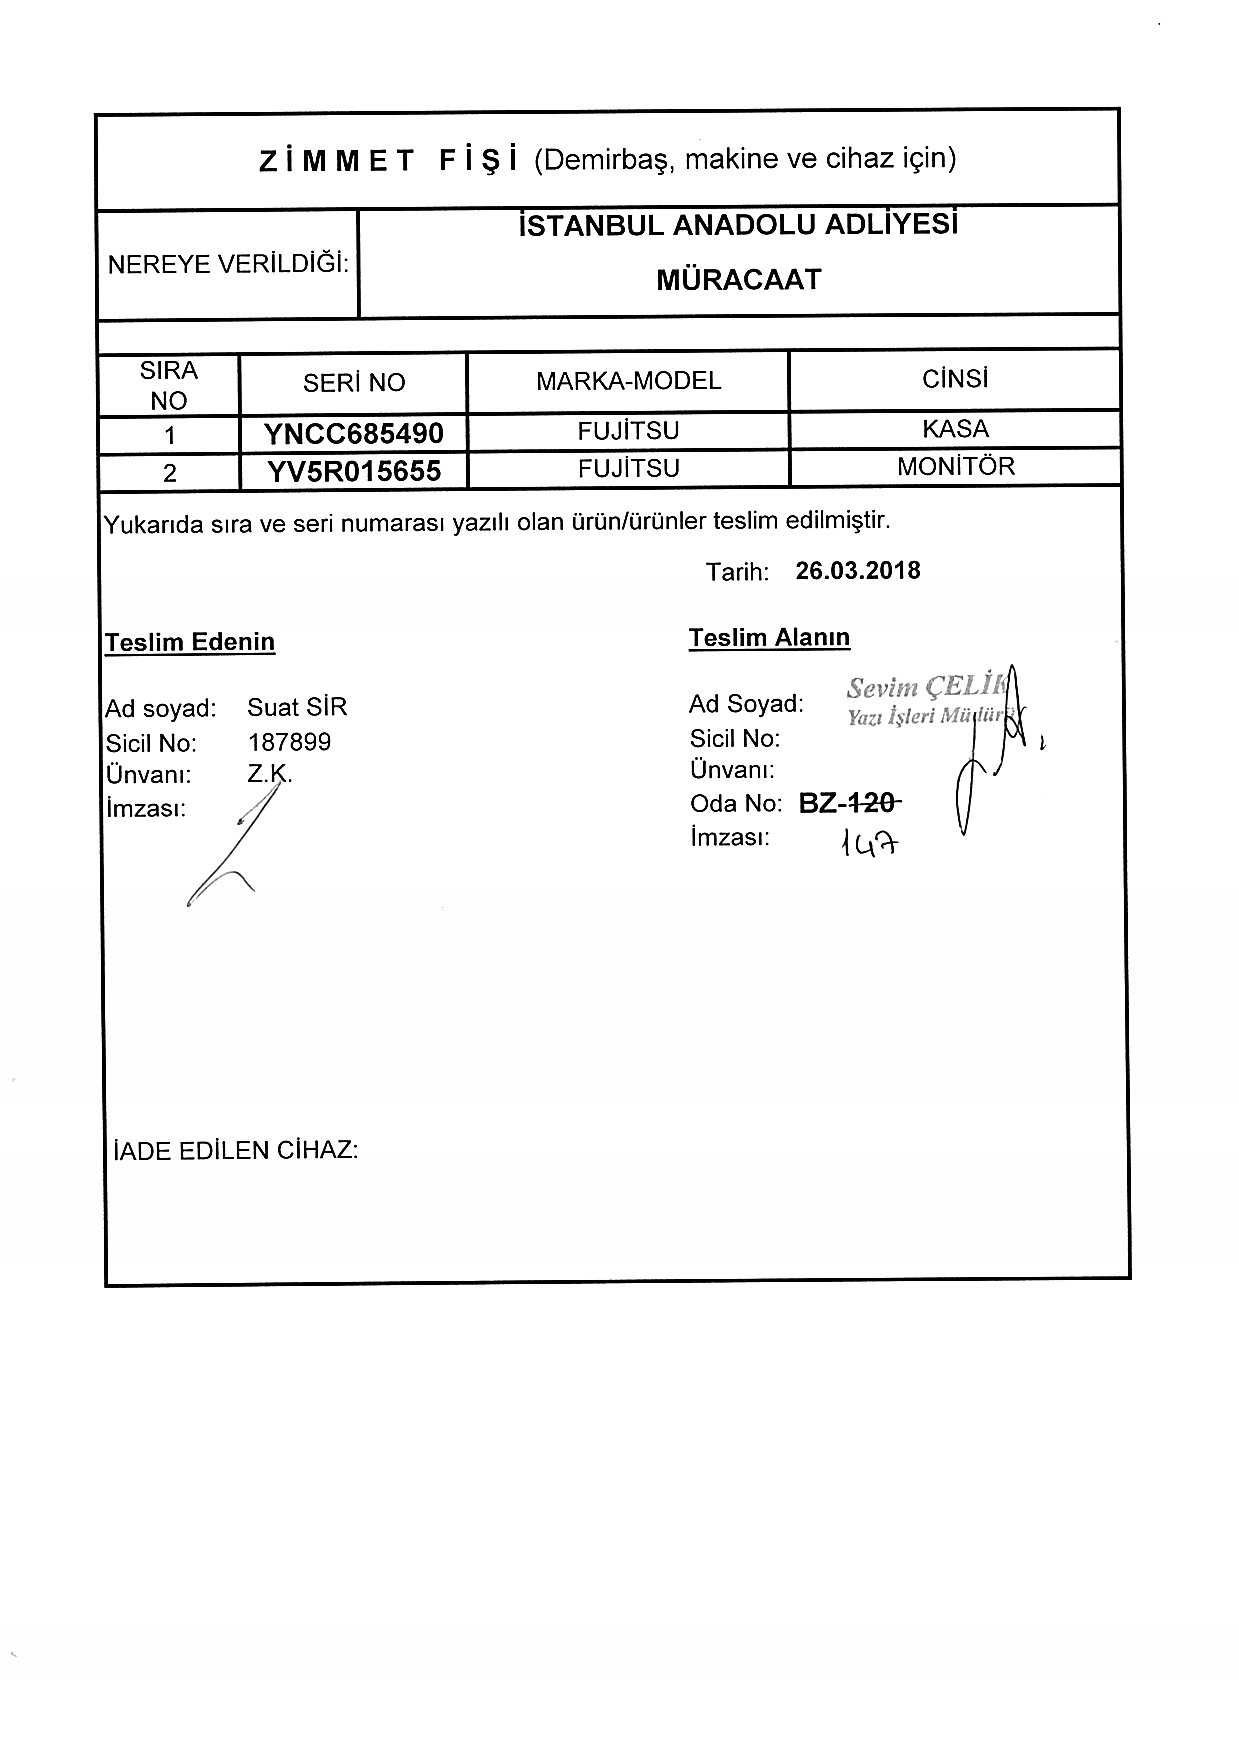 ZİMMET FİŞİ (Demirbaş, makine ve cihaz için)
NEREYE VERİLDİĞİ:
İSTANBUL ANADOLU ADLİYESİ
MÜRACAAT
SIRA NO SERİ NO MARKA-MODEL CİNSİ
1 YNCC685490 FUJİTSU KASA
2 YV5R015655 FUJİTSU MONİTÖR
Yukarıda sıra ve seri numarası yazılı olan ürün/ürünler teslim edilmiştir.
Tarih: 26.03.2018
Teslim Edenin
Ad soyad: Suat SİR
Sicil No: 187899
Ünvanı: Z.K.
İmzası:
Teslim Alanın
Ad Soyad: Sevim ÇELİK
Yazı İşleri Müdürü
Sicil No:
Ünvanı:
Oda No: BZ-120
İmzası: 147
İADE EDİLEN CİHAZ: